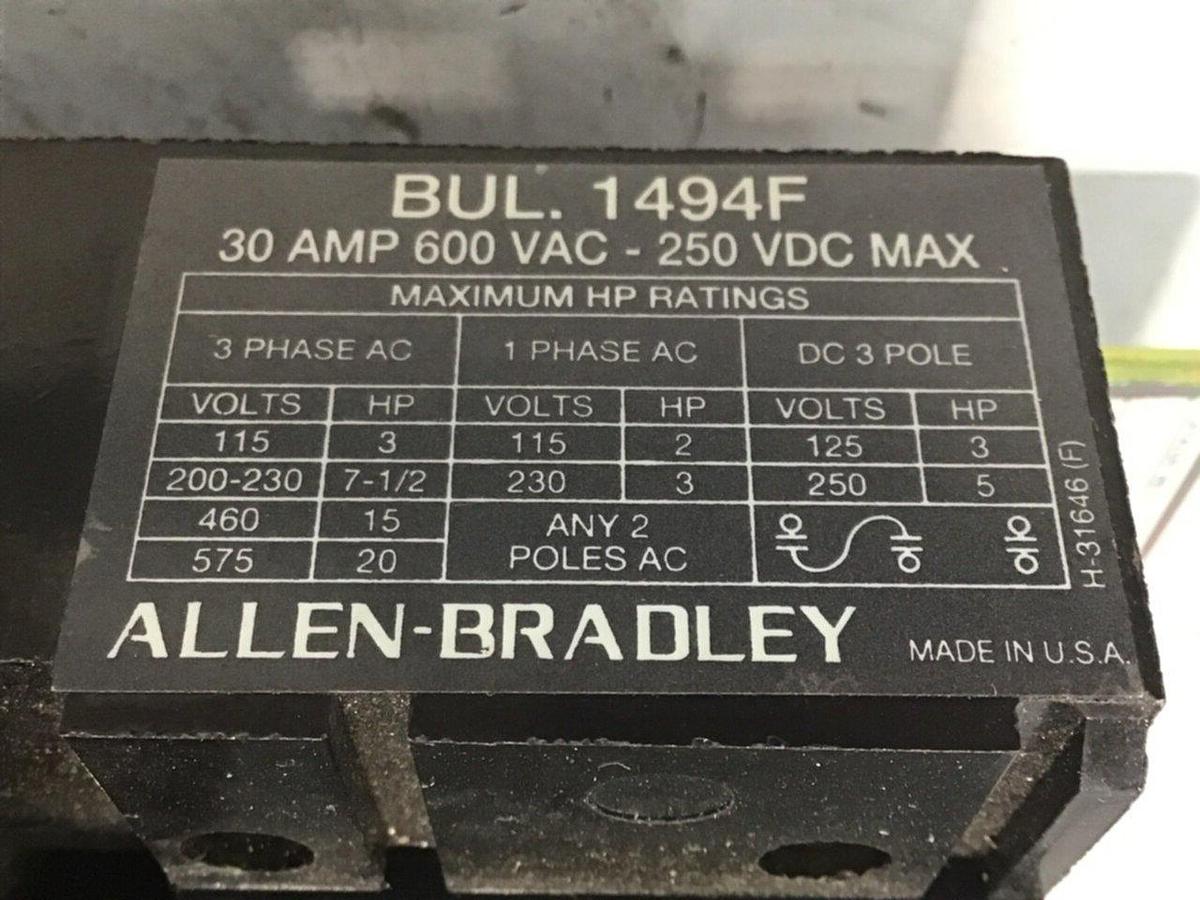 BUL. 1494F
30 AMP 600 VAC - 250 VDC MAX
MAXIMUM HP RATINGS
3 PHASE AC 1 PHASE AC DC 3 POLE
VOLTS HP VOLTS HP VOLTS HP
115 3 115 2 125 3
200-230 7-1/2 230 3 250 5
460 15 ANY 2
575 20 POLES AC
H-31646 (F)
ALLEN-BRADLEY MADE IN U.S.A.